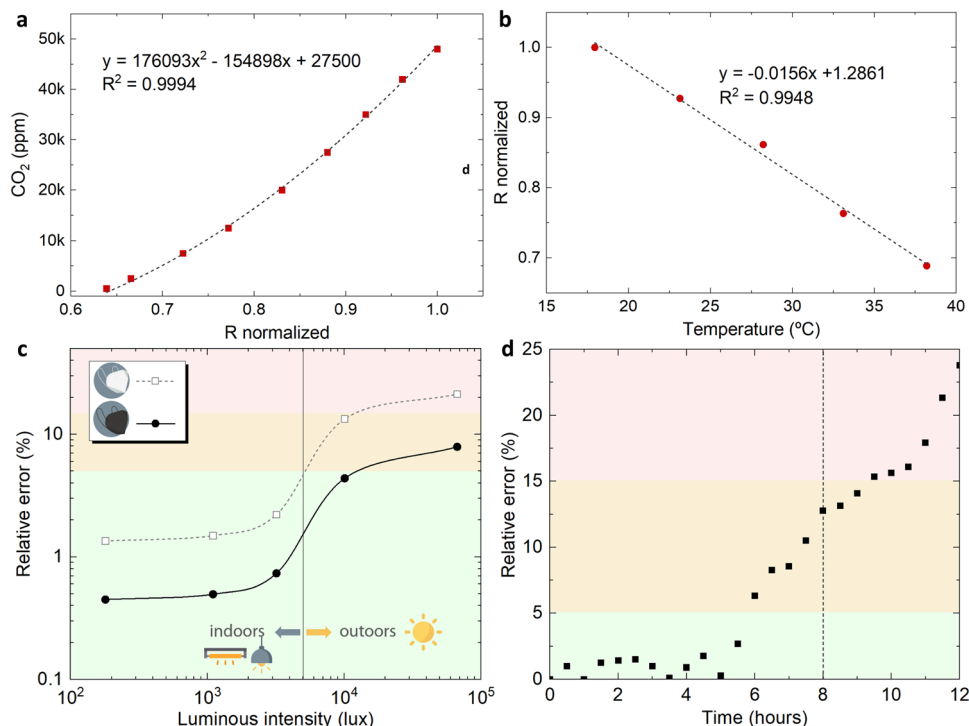 a
y = 176093x² - 154898x + 27500
R² = 0.9994
50k
40k
30k
20k
10k
0
CO₂ (ppm)
0.6 0.7 0.8 0.9 1.0
R normalized
d
b
y = -0.0156x +1.2861
R² = 0.9948
1.0
0.9
0.8
0.7
R normalized
15 20 25 30 35 40
Temperature (ºC)
c
10
1
0.1
Relative error (%)
indoors outoors
10² 10³ 10⁴ 10⁵
Luminous intensity (lux)
d
25
20
15
10
5
0
Relative error (%)
0 2 4 6 8 10 12
Time (hours)